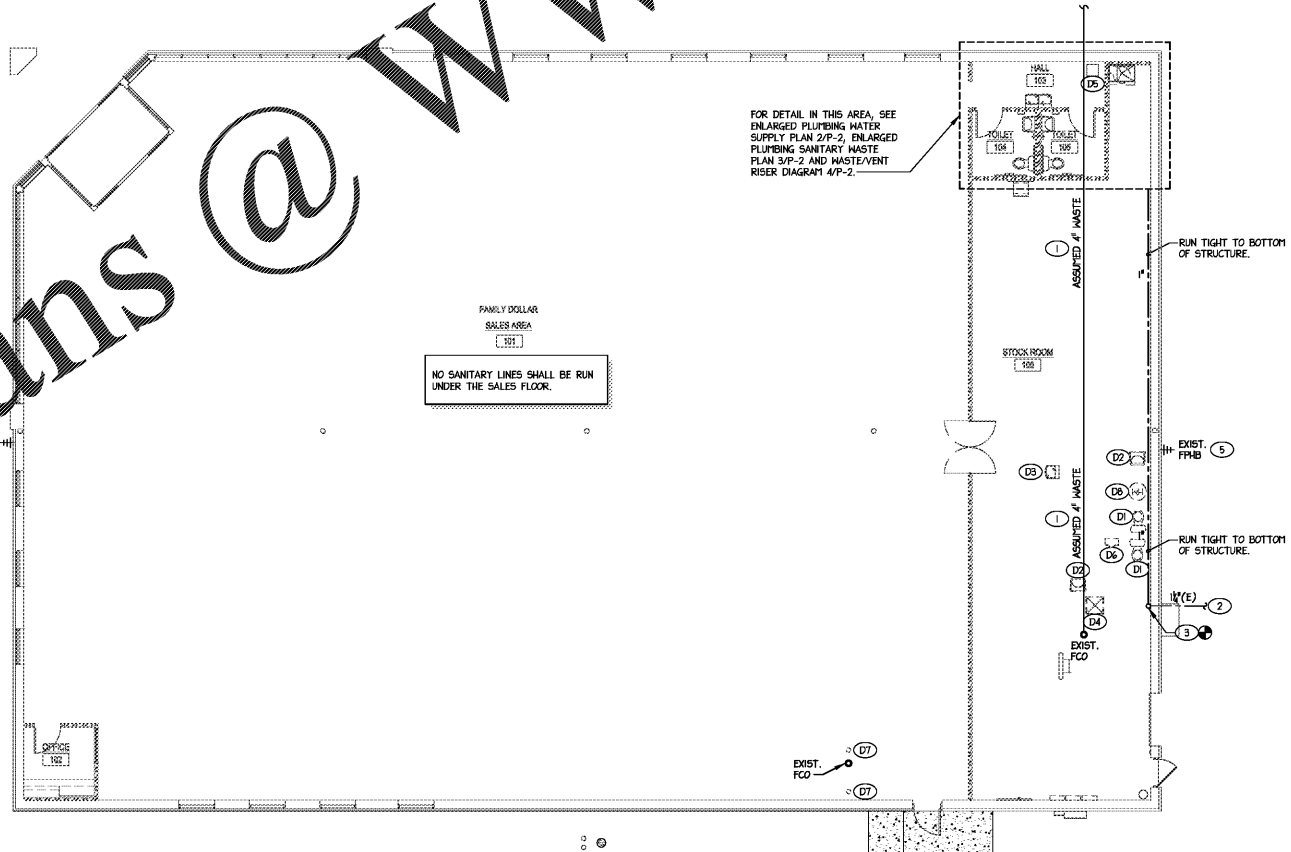 ans @ W
HALL
103
D5
FOR DETAIL IN THIS AREA, SEE
ENLARGED PLUMBING WATER
SUPPLY PLAN 2/P-2, ENLARGED
PLUMBING SANITARY WASTE
PLAN 3/P-2 AND WASTE/VENT
RISER DIAGRAM 4/P-2.
TOILET
104
TOILET
105
1
ASSUMED 4" WASTE
1"
RUN TIGHT TO BOTTOM
OF STRUCTURE.
FAMILY DOLLAR
SALES AREA
101
NO SANITARY LINES SHALL BE RUN
UNDER THE SALES FLOOR.
STOCK ROOM
D3
D2
EXIST.
FPHB
5
D8
D1
1
ASSUMED 4" WASTE
1"
RUN TIGHT TO BOTTOM
OF STRUCTURE.
D6
D1
D2
D4
(E)
2
3
EXIST.
FCO
OFFICE
102
EXIST.
FCO
D7
D7